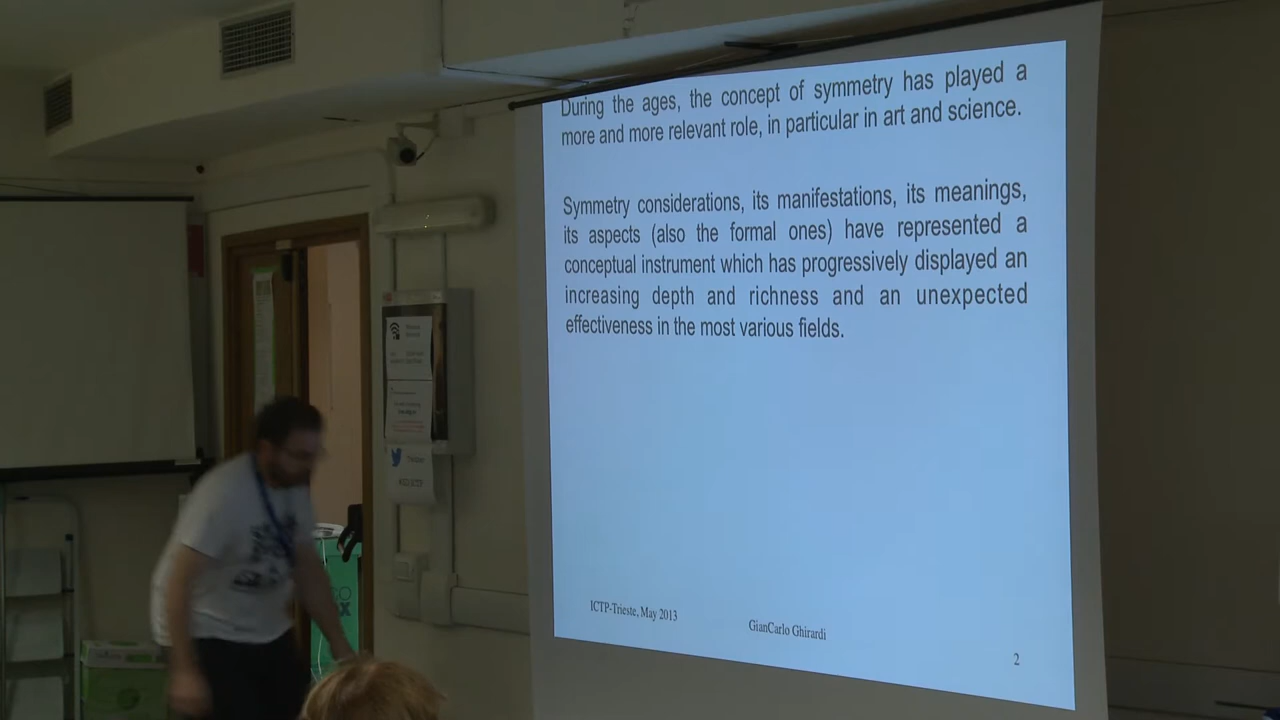 During the ages, the concept of symmetry has played a
more and more relevant role, in particular in art and science.
Symmetry considerations, its manifestations, its meanings,
its aspects (also the formal ones) have represented a
conceptual instrument which has progressively displayed an
increasing depth and richness and an unexpected
effectiveness in the most various fields.
ICTP-Trieste, May 2013
GianCarlo Ghirardi
2